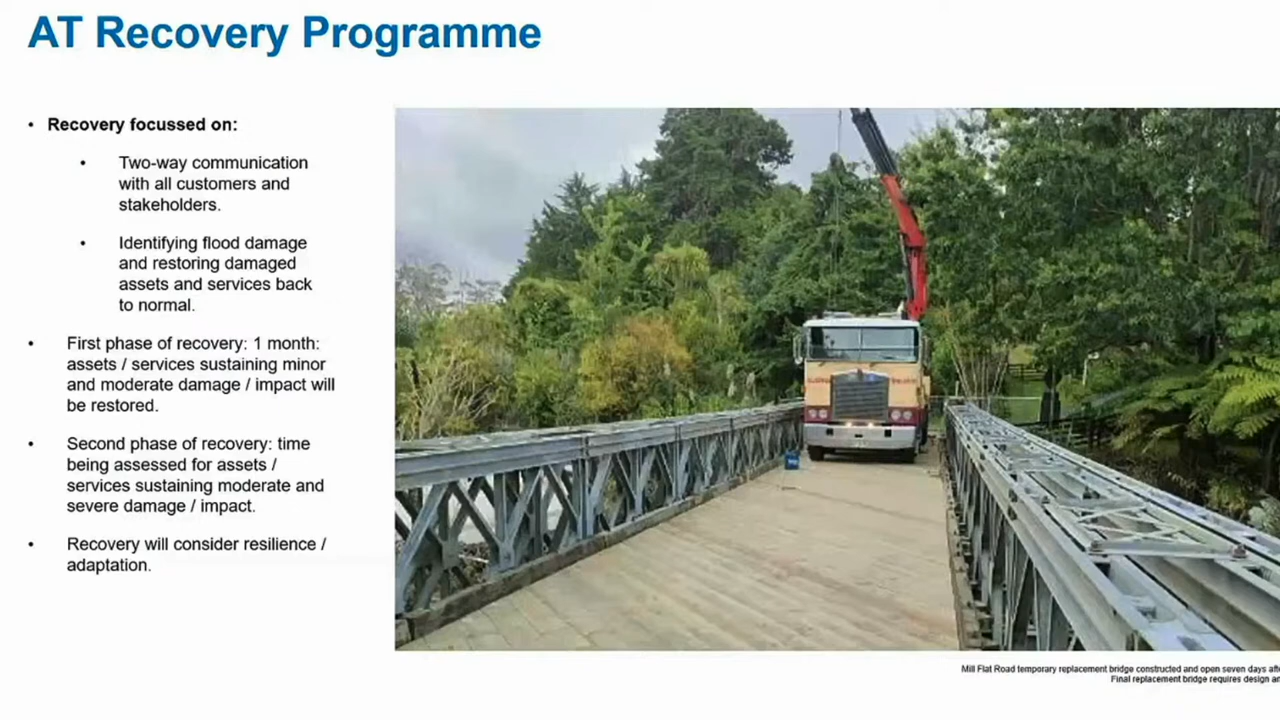 AT Recovery Programme
• Recovery focussed on:
• Two-way communication
with all customers and
stakeholders.
• Identifying flood damage
and restoring damaged
assets and services back
to normal.
• First phase of recovery: 1 month:
assets / services sustaining minor
and moderate damage / impact will
be restored.
• Second phase of recovery: time
being assessed for assets /
services sustaining moderate and
severe damage / impact.
• Recovery will consider resilience /
adaptation.
Mill Flat Road temporary replacement bridge constructed and open seven days
Final replacement bridge requires design